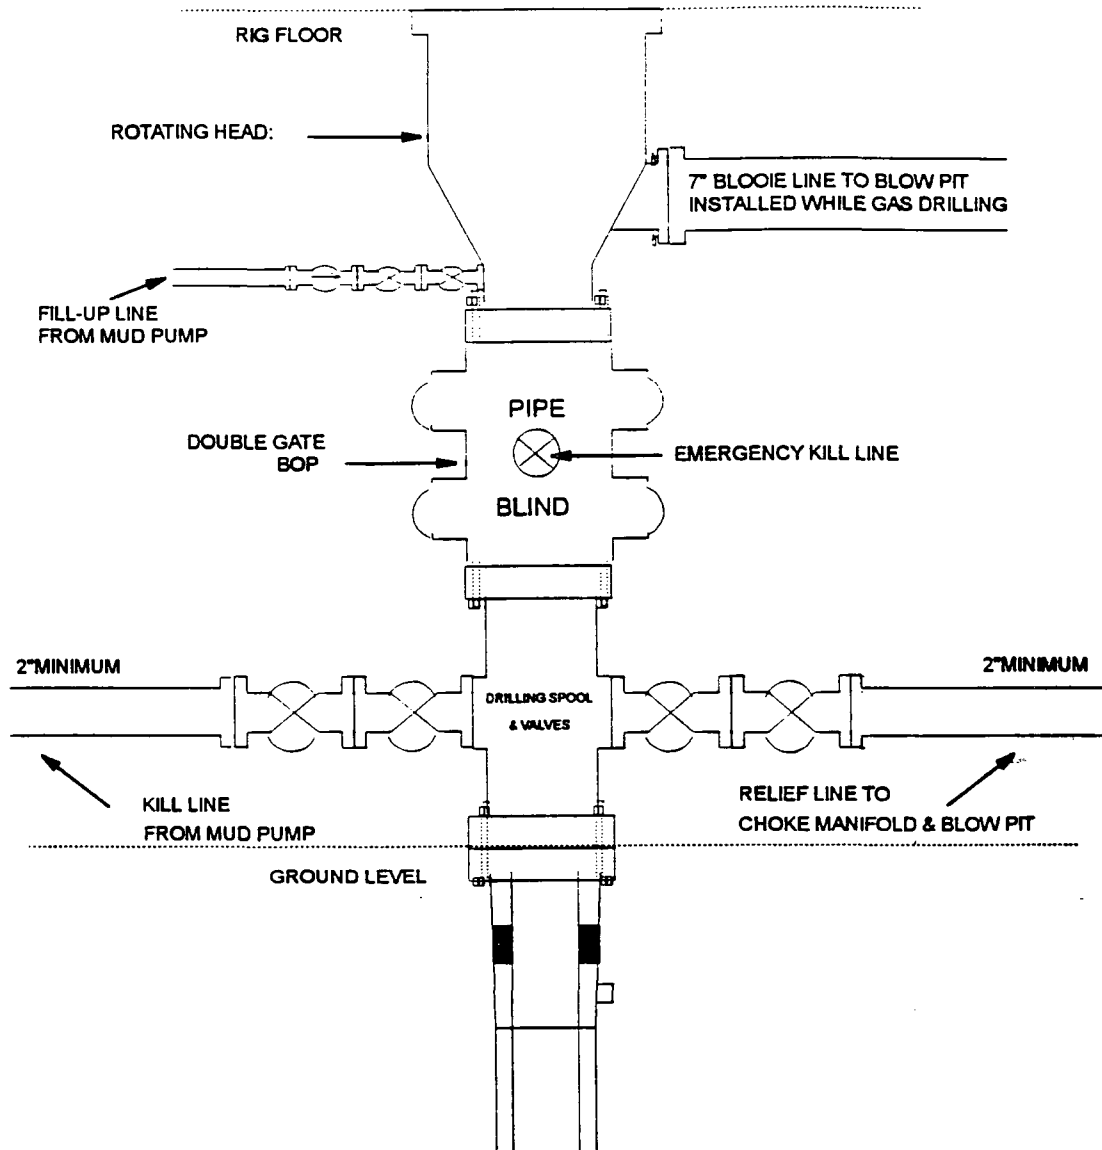 RIG FLOOR
ROTATING HEAD:
7" BLOOIE LINE TO BLOW PIT
INSTALLED WHILE GAS DRILLING
FILL-UP LINE
FROM MUD PUMP
PIPE
DOUBLE GATE
BOP
EMERGENCY KILL LINE
BLIND
2"MINIMUM
2"MINIMUM
DRILLING SPOOL
& VALVES
KILL LINE
FROM MUD PUMP
RELIEF LINE TO
CHOKE MANIFOLD & BLOW PIT
GROUND LEVEL